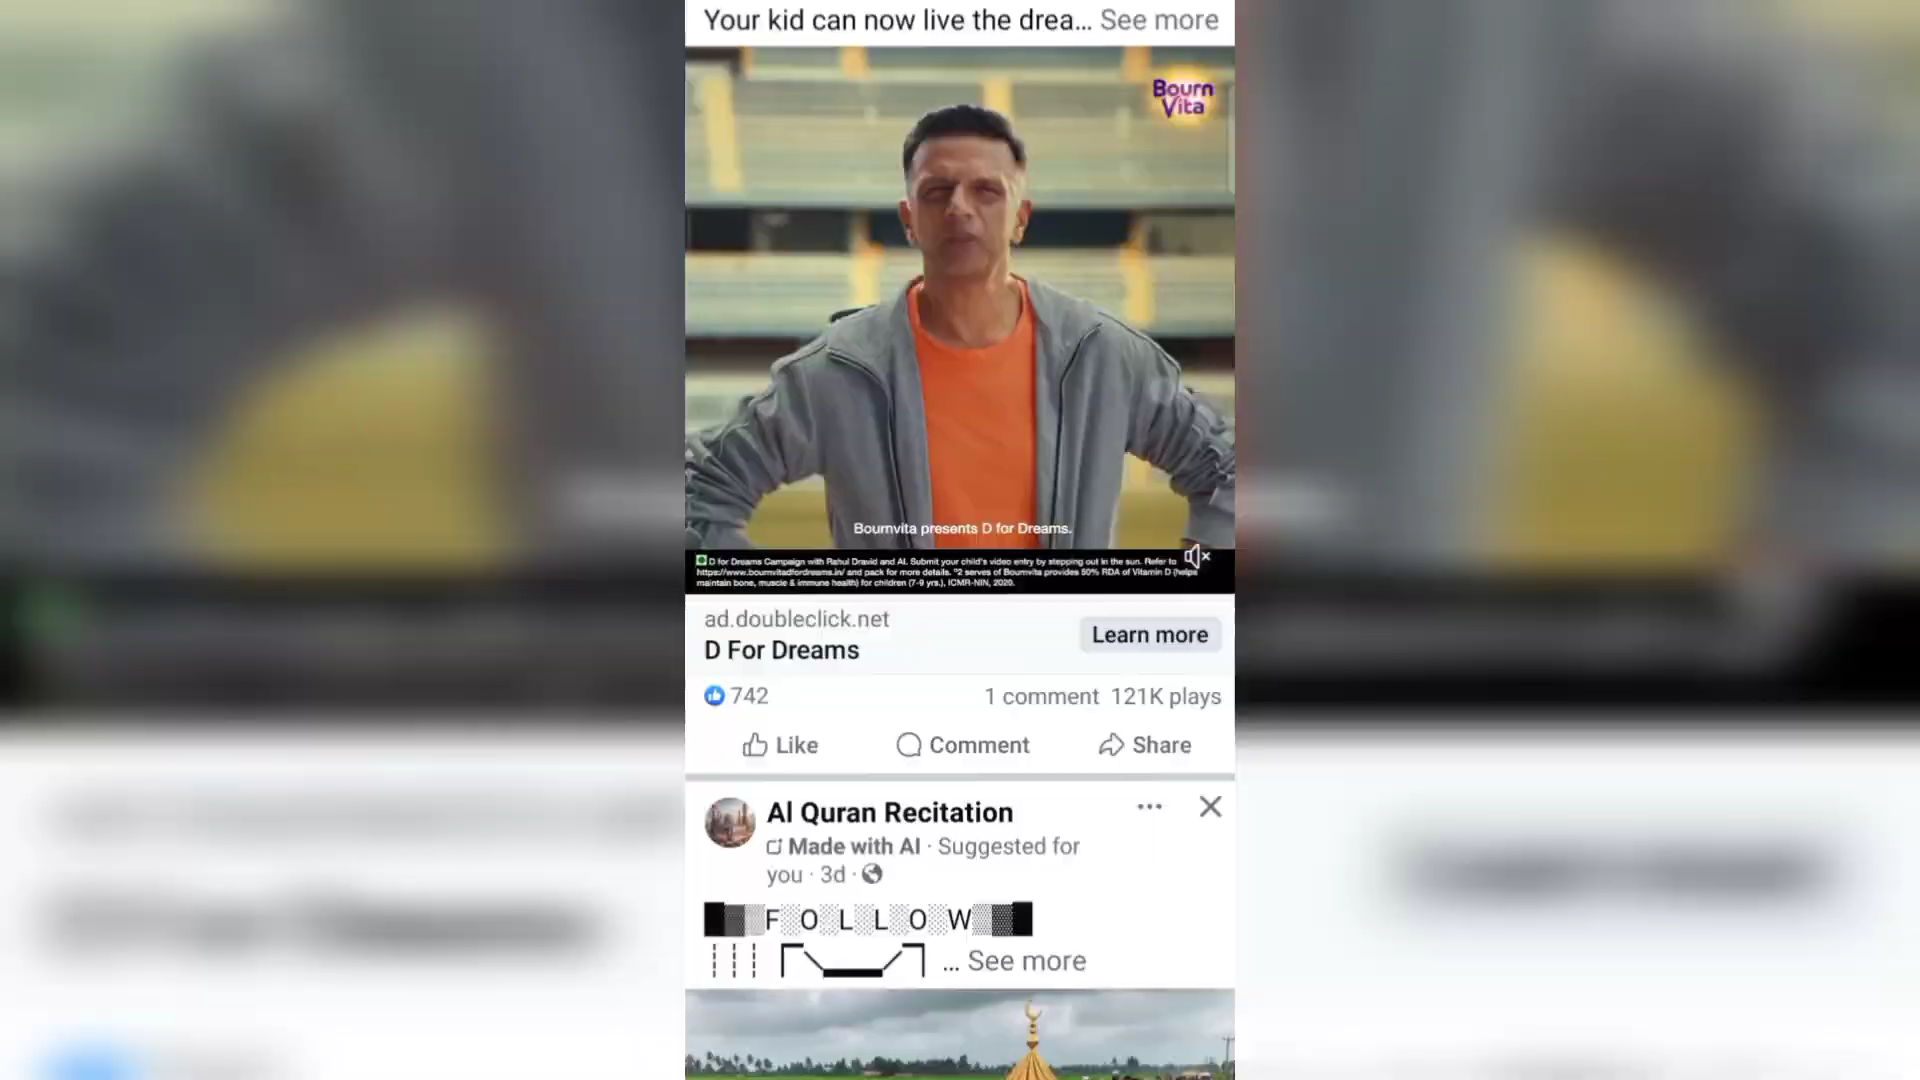 Your kid can now live the drea... See more
Bourn
Vita
Bournvita presents D for Dreams.
D for Dreams Campaign with Rahul Dravid and AI. Submit your child's video entry by stepping out in the sun. Refer to
https://www.bournvitadfordreams.in/ and pack for more details. *2 serves of Bournvita provides 50% RDA of Vitamin D (helps
maintain bone, muscle & immune health) for children (7-9 yrs.), ICMR-NIN, 2020.
ad.doubleclick.net
D For Dreams
Learn more
742
1 comment 121K plays
Like
Comment
Share
Al Quran Recitation
Made with AI · Suggested for
you · 3d ·
█▓▒░F░O░L░L░O░W░▒▓█
... See more